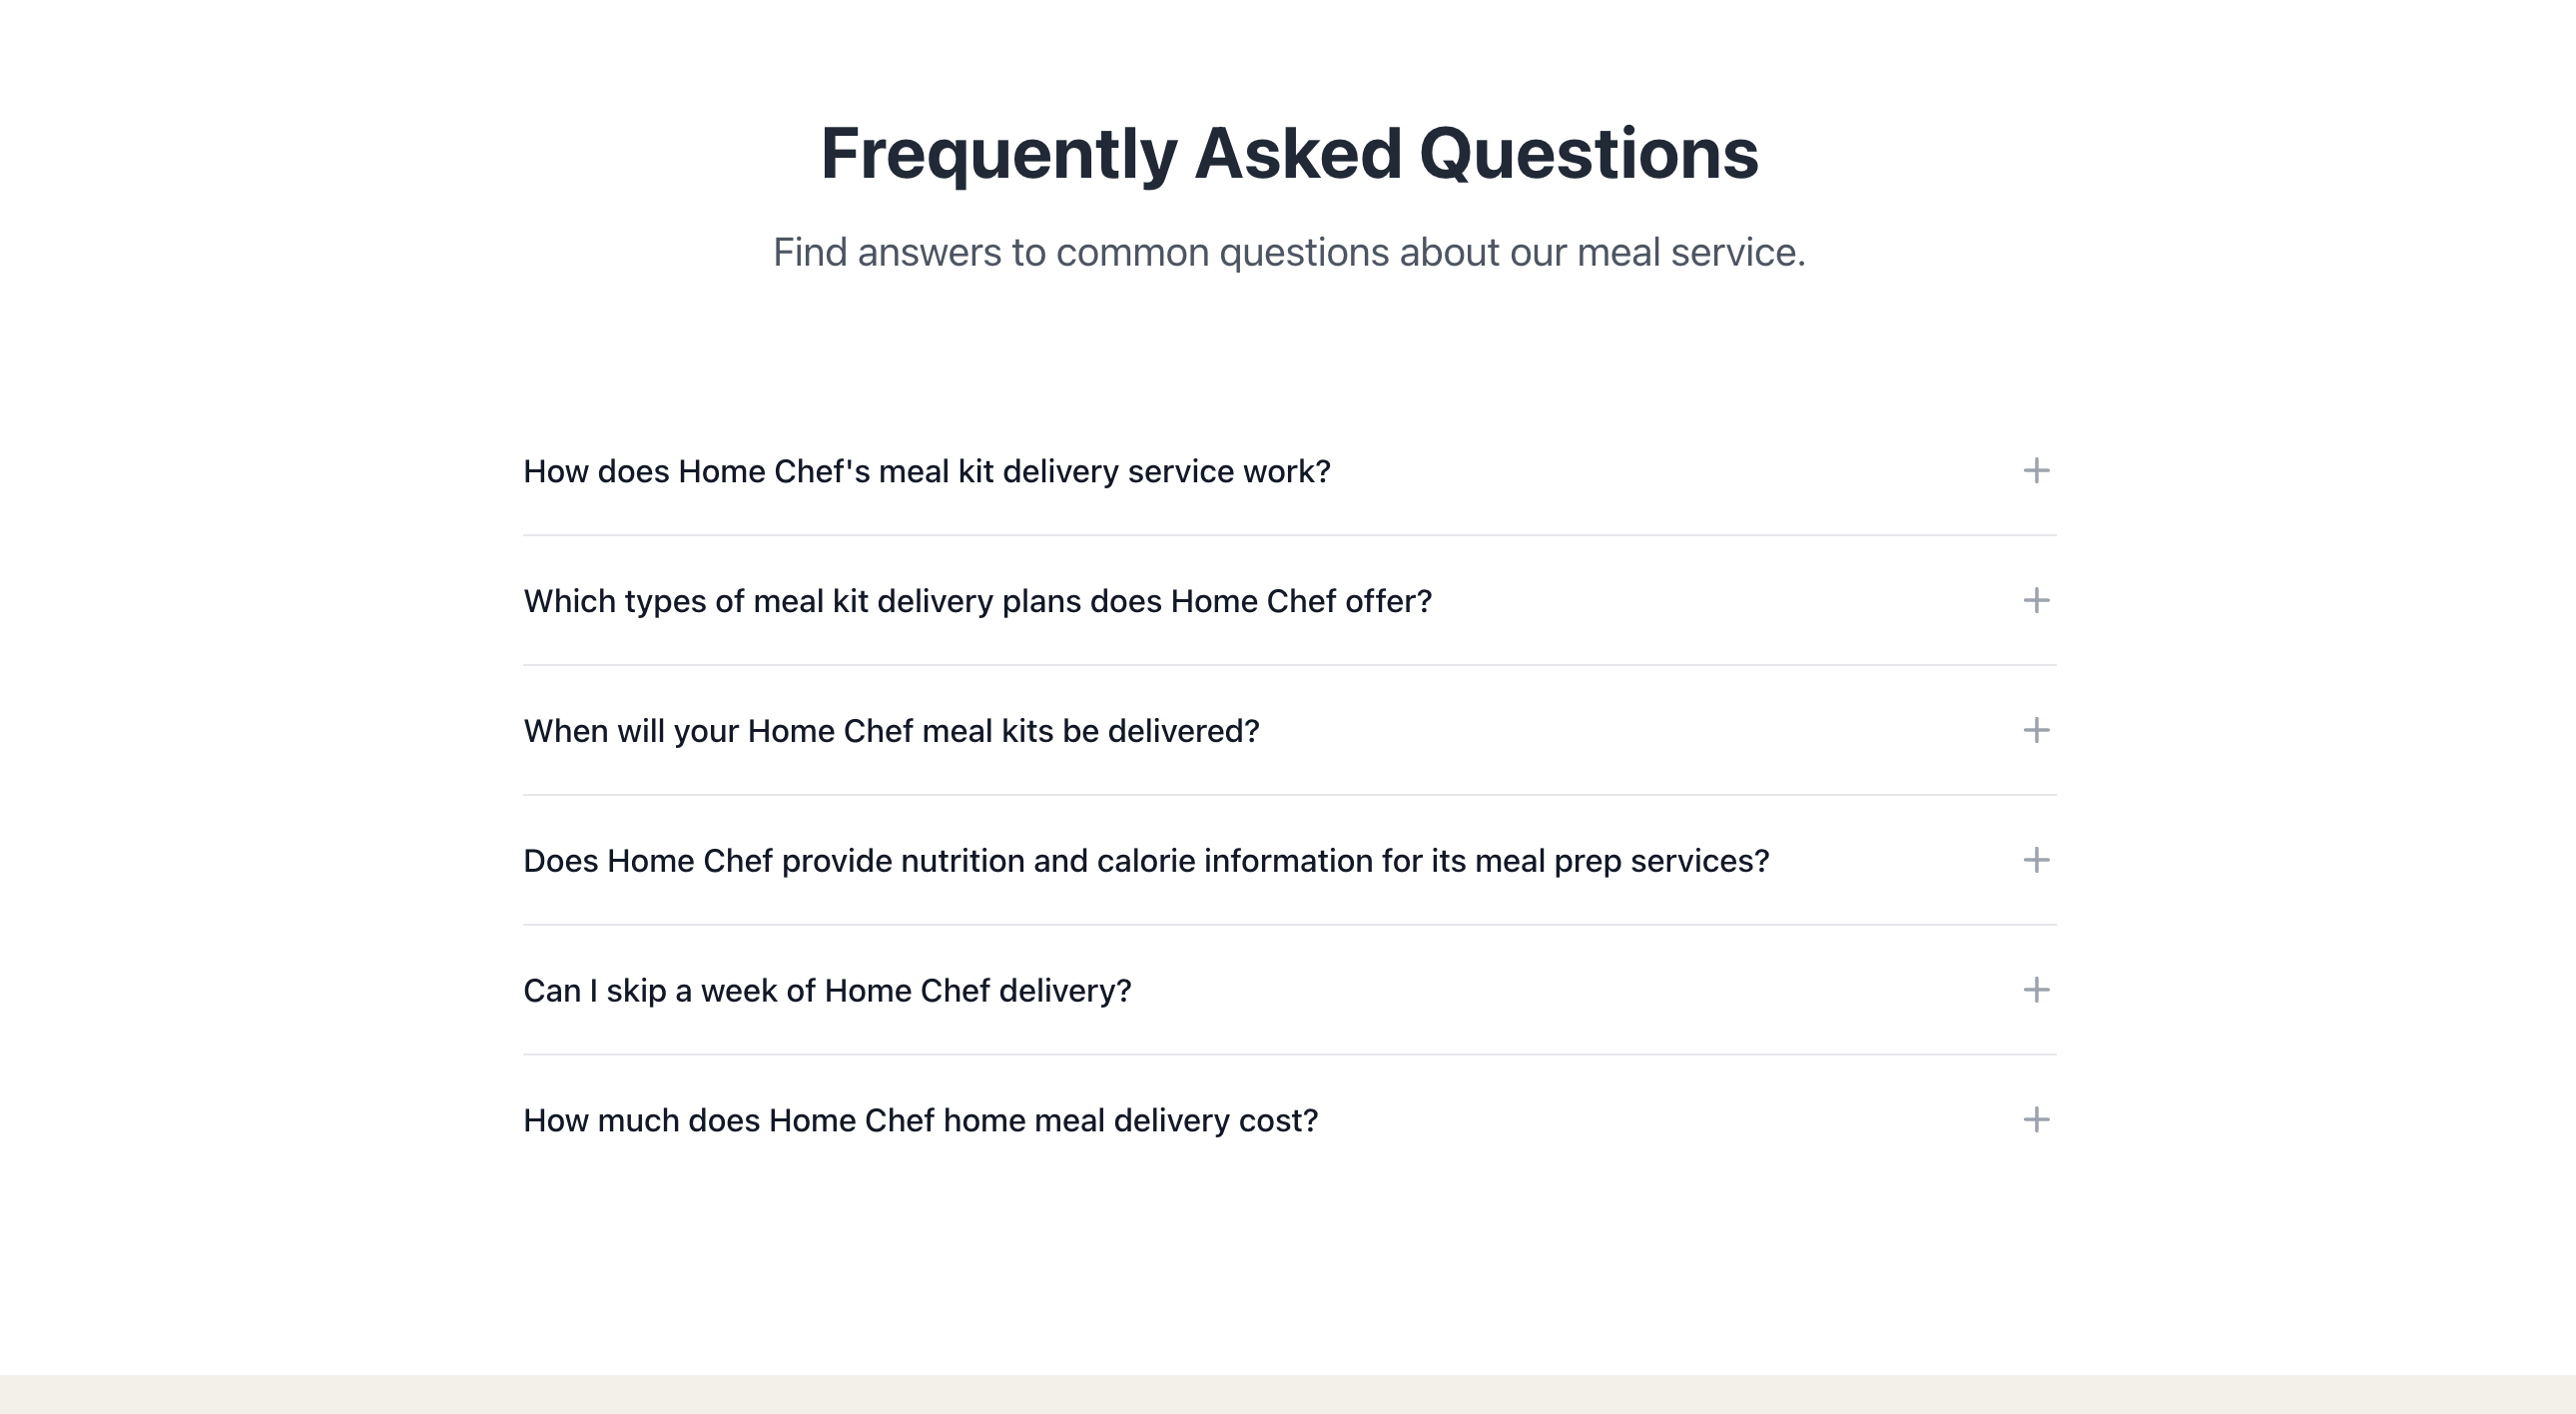 Frequently Asked Questions
Find answers to common questions about our meal service.
How does Home Chef's meal kit delivery service work?
Which types of meal kit delivery plans does Home Chef offer?
When will your Home Chef meal kits be delivered?
Does Home Chef provide nutrition and calorie information for its meal prep services?
Can I skip a week of Home Chef delivery?
How much does Home Chef home meal delivery cost?